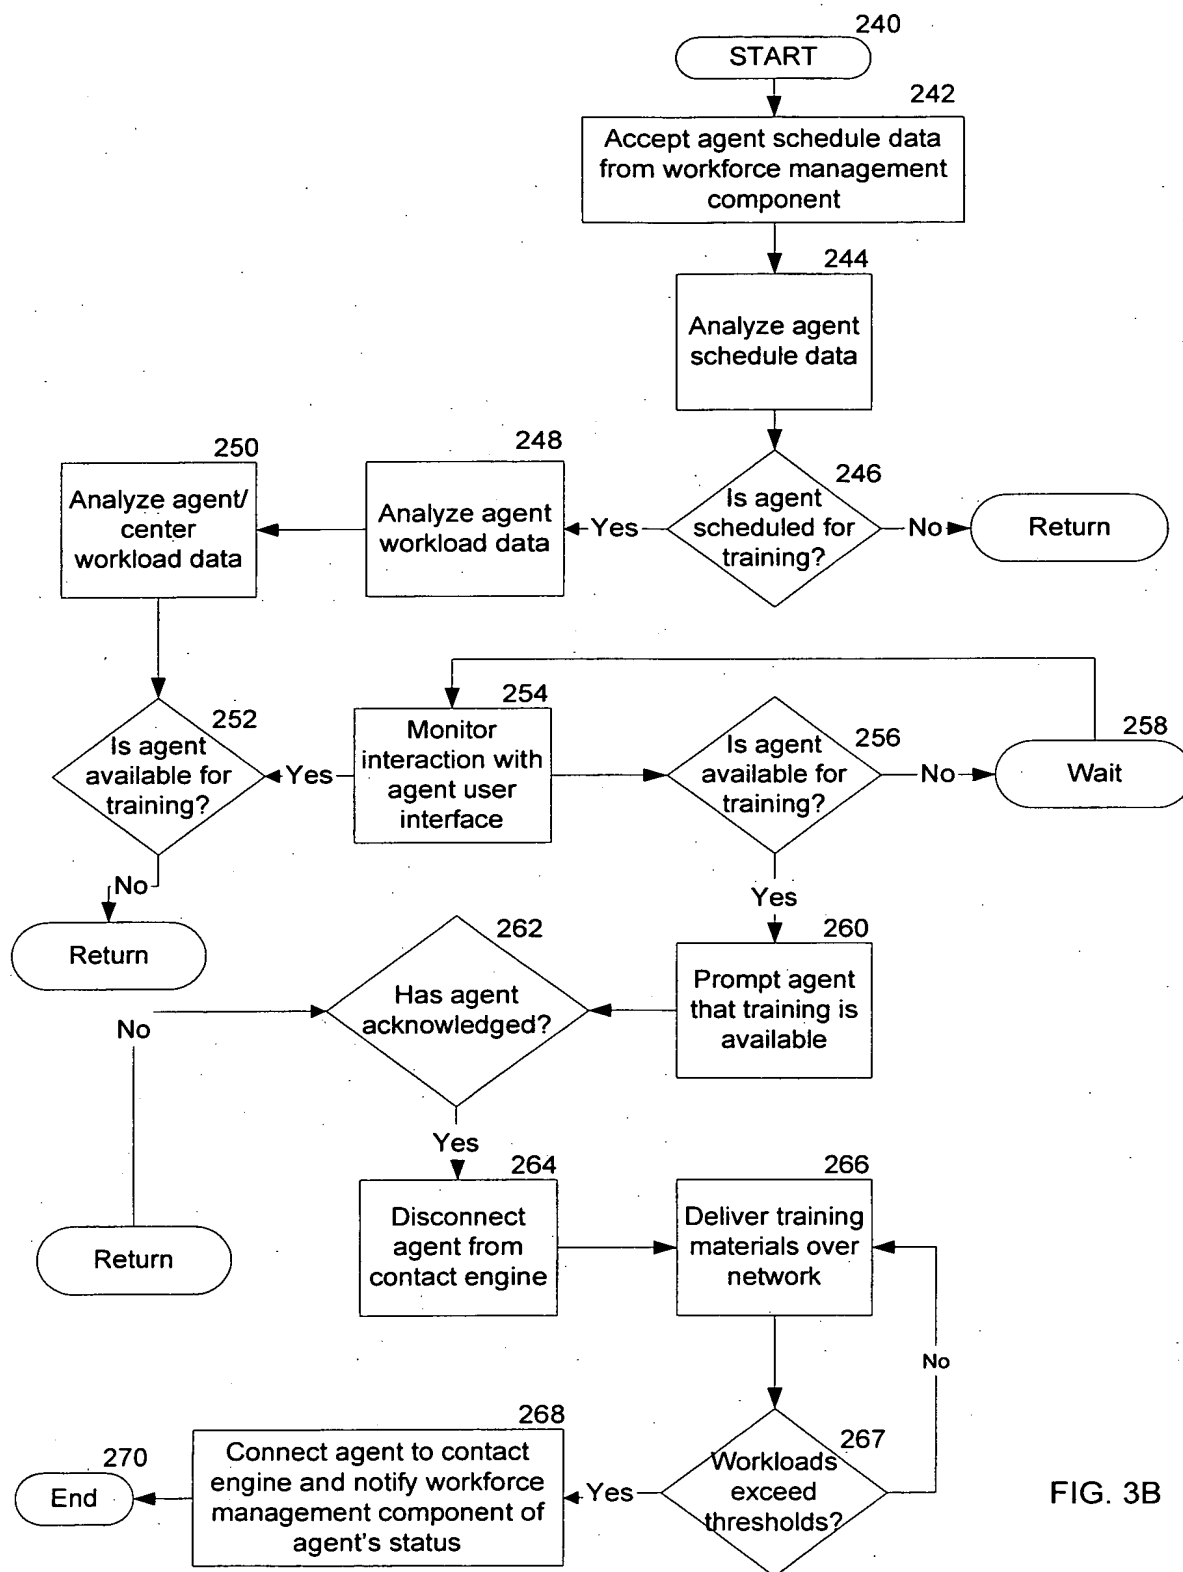 240
START
242
Accept agent schedule data
from workforce management
component
244
Analyze agent
schedule data
250
Analyze agent/
center
workload data
248
Analyze agent
workload data
Yes
246
Is agent
scheduled for
training?
No
Return
252
Is agent
available for
training?
Yes
254
Monitor
interaction with
agent user
interface
256
Is agent
available for
training?
No
258
Wait
No
Return
Yes
262
Has agent
acknowledged?
260
Prompt agent
that training is
available
No
Return
Yes
264
Disconnect
agent from
contact engine
266
Deliver training
materials over
network
No
270
End
268
Connect agent to contact
engine and notify workforce
management component of
agent's status
Yes
267
Workloads
exceed
thresholds?
FIG. 3B